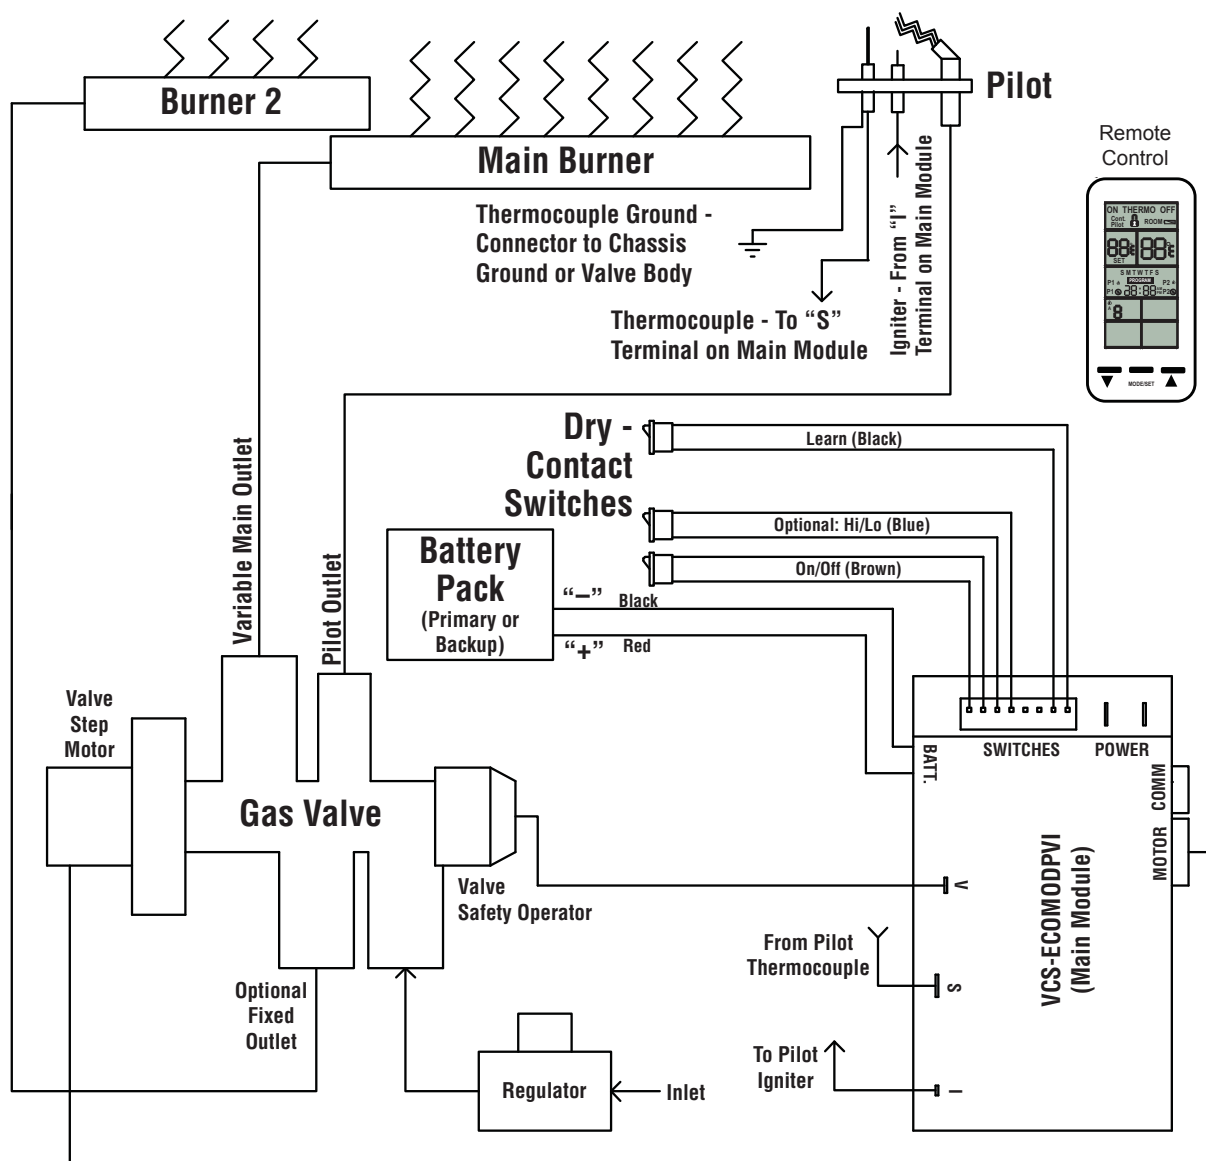 Burner 2
Main Burner
Pilot
Remote
Control
ON THERMO OFF
Cont.
Pilot
ROOM
SET
S M T W T F S
P1
PROGRAM
P2
P1
P2
8
MODE/SET
Thermocouple Ground -
Connector to Chassis
Ground or Valve Body
Thermocouple - To “S”
Terminal on Main Module
Igniter - From “I”
Terminal on Main Module
Dry -
Contact
Switches
Learn (Black)
Optional: Hi/Lo (Blue)
On/Off (Brown)
Battery
Pack
(Primary or
Backup)
“–”
Black
“+”
Red
Variable Main Outlet
Pilot Outlet
Valve
Step
Motor
Gas Valve
Valve
Safety Operator
Optional
Fixed
Outlet
Regulator
Inlet
SWITCHES
POWER
BATT.
COMM
MOTOR
VCS-ECOMODPVI
(Main Module)
V
From Pilot
Thermocouple
S
To Pilot
Igniter
I